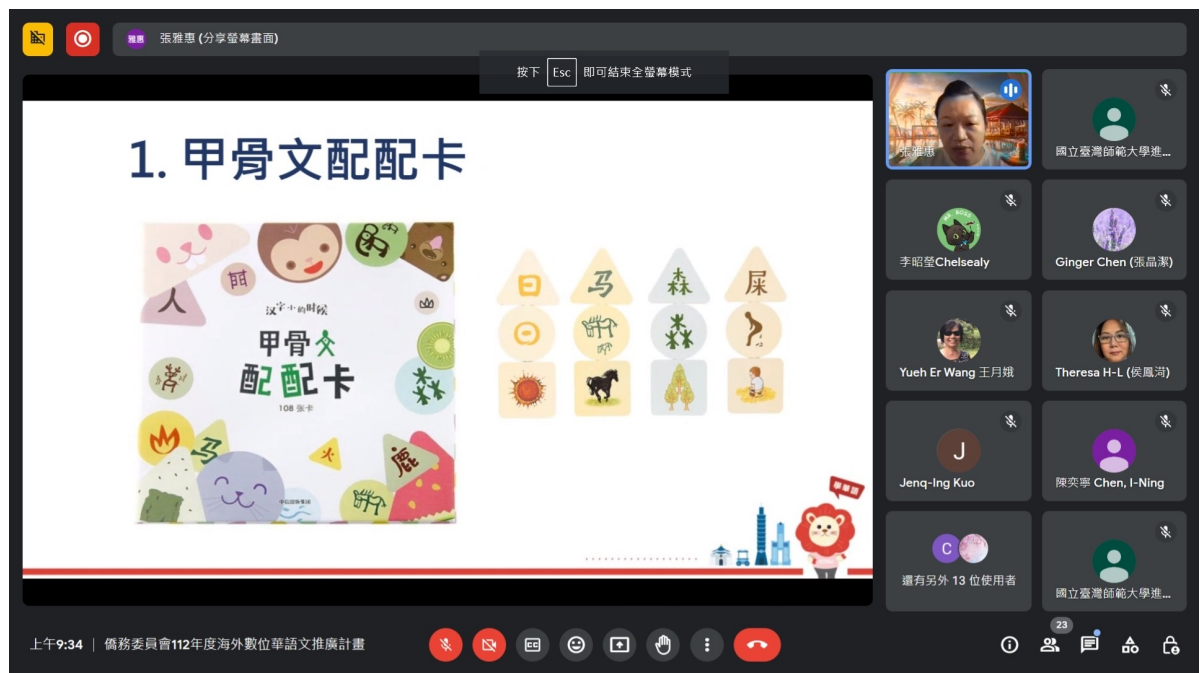 雅惠 張雅惠 (分享螢幕畫面)
按下 Esc 即可結束全螢幕模式
1. 甲骨文配配卡
人
汉字小的时候
甲骨文
配配卡
108 张卡
马
火
鹿
日 马 森 屎
學華語
張雅惠
國立臺灣師範大學進...
李昭瑩Chelsealy
Ginger Chen (張晶潔)
Yueh Er Wang 王月娥
Theresa H-L (侯鳳渮)
J
Jenq-Ing Kuo
陳奕寧 Chen, I-Ning
C
還有另外 13 位使用者
國立臺灣師範大學進...
上午9:34 | 僑務委員會112年度海外數位華語文推廣計畫
23